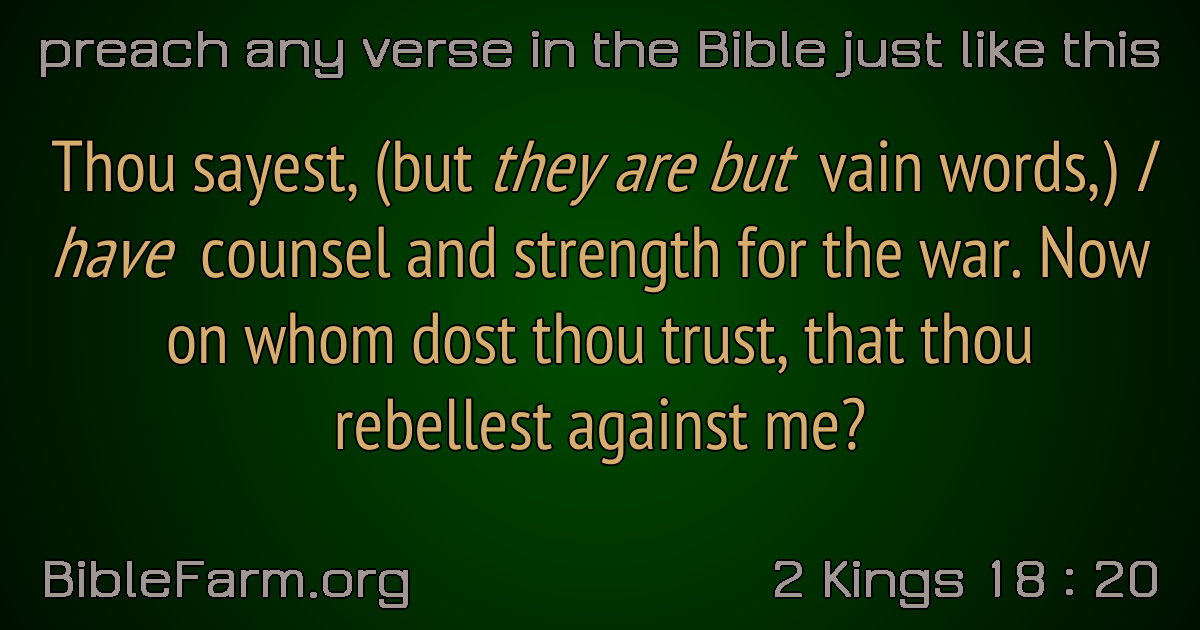 preach any verse in the Bible just like this
Thou sayest, (but they are but vain words,) I
have counsel and strength for the war. Now
on whom dost thou trust, that thou
rebellest against me?
BibleFarm.org
2 Kings 18 : 20